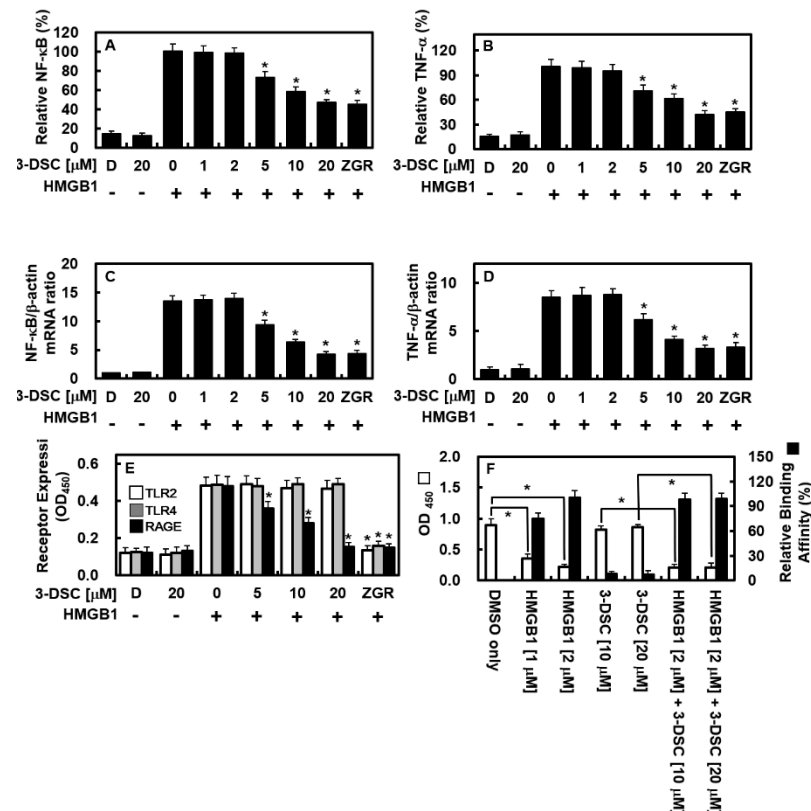 A
Relative NF-κB (%)
120
100
80
60
40
20
0
* * * *
3-DSC [μM] D 20 0 1 2 5 10 20 ZGR
HMGB1 - - + + + + + + +
B
Relative TNF-α (%)
150
120
90
60
30
0
* * * *
3-DSC [μM] D 20 0 1 2 5 10 20 ZGR
HMGB1 - - + + + + + + +
C
NF-κB/β-actin
mRNA ratio
20
15
10
5
0
* * * *
3-DSC [μM] D 20 0 1 2 5 10 20 ZGR
HMGB1 - - + + + + + + +
D
TNF-α/β-actin
mRNA ratio
10
5
0
* * * *
3-DSC [μM] D 20 0 1 2 5 10 20 ZGR
HMGB1 - - + + + + + + +
E
Receptor Expressi
(OD450)
0.6
0.4
0.2
0.0
TLR2
TLR4
RAGE
* * * * * *
3-DSC [μM] D 20 0 5 10 20 ZGR
HMGB1 - - + + + + +
F
OD 450
2.0
1.5
1.0
0.5
0.0
* * * *
150
120
90
60
30
0
Relative Binding
Affinity (%)
DMSO only
HMGB1 [1 μM]
HMGB1 [2 μM]
3-DSC [10 μM]
3-DSC [20 μM]
HMGB1 [2 μM] + 3-DSC [10 μM]
HMGB1 [2 μM] + 3-DSC [20 μM]